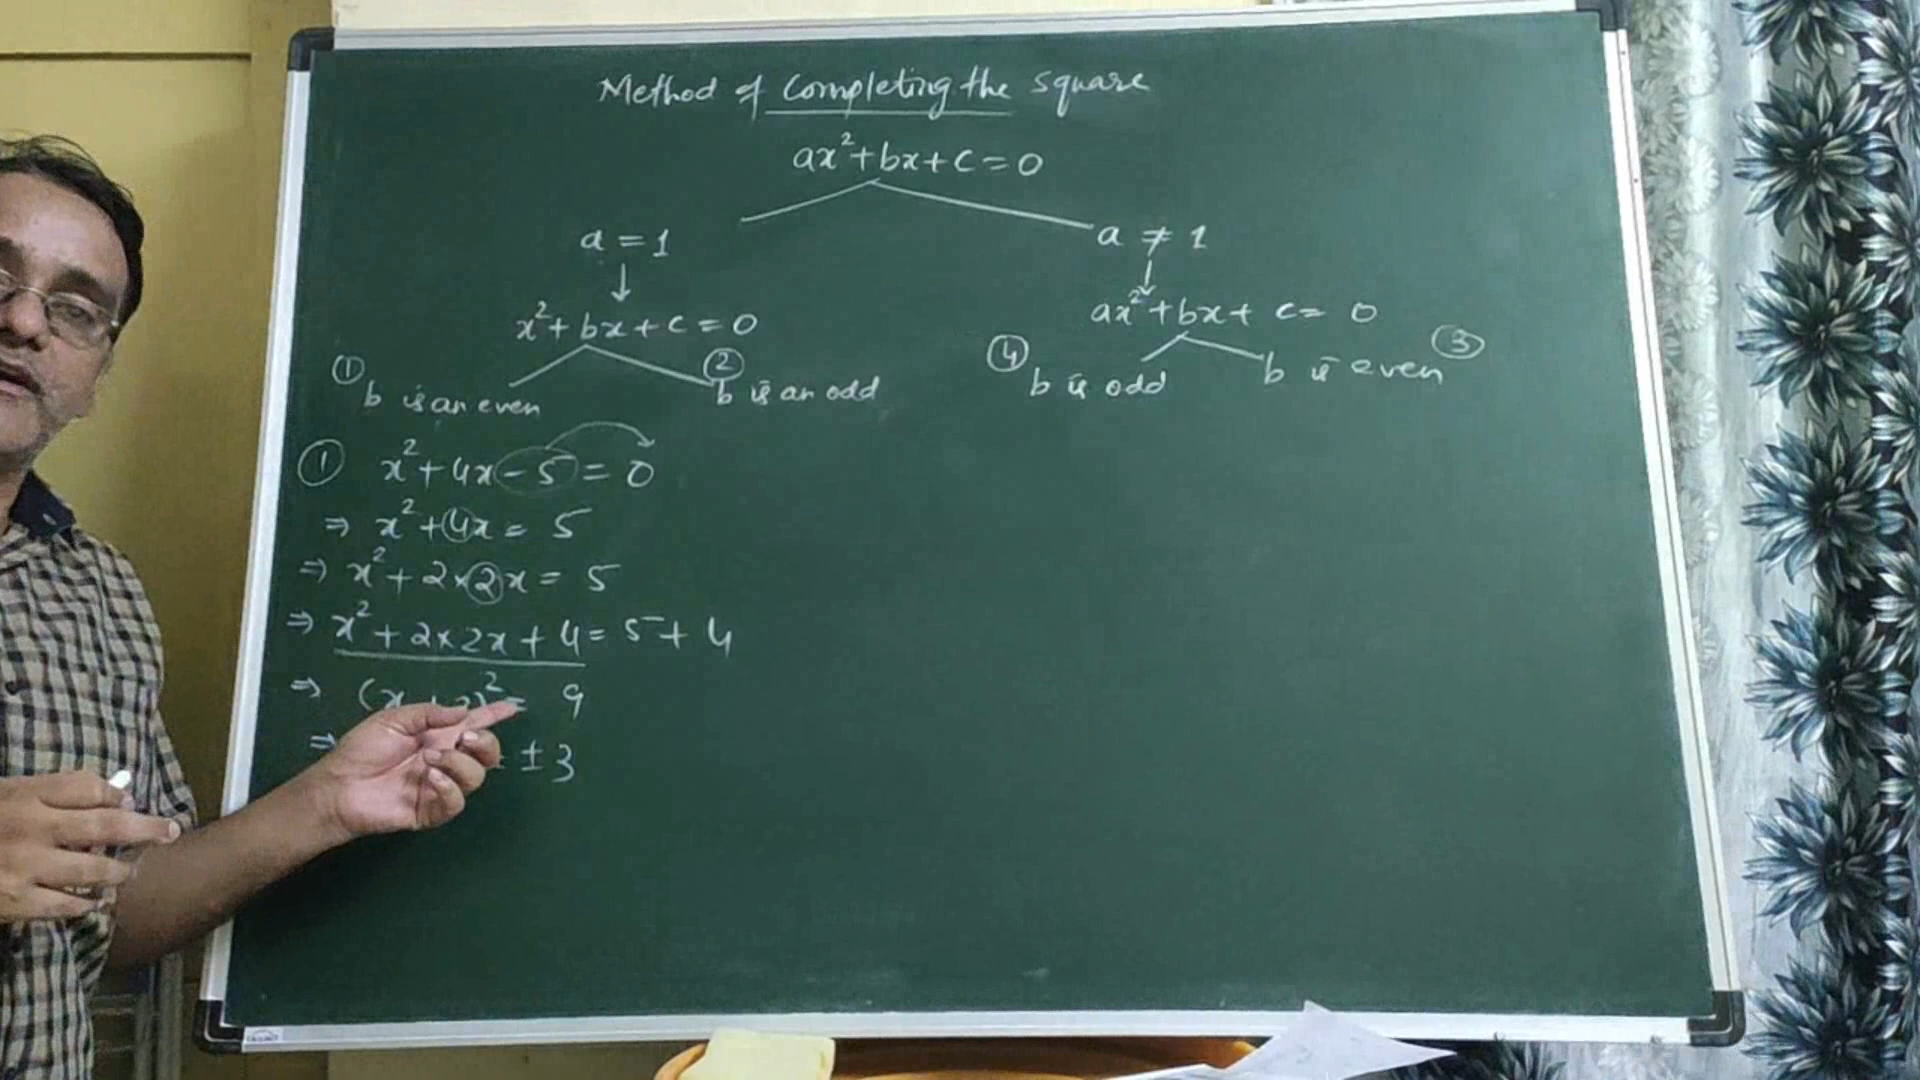 Method of completing the square
ax²+bx+c=0
a = 1
a ≠ 1
x²+bx+c=0
ax²+bx+c=0
① b is an even
② b is an odd
④ b is odd
b is even ③
① x²+4x-5=0
⇒ x²+4x=5
⇒ x²+2×2x=5
⇒ x²+2×2x+4=5+4
⇒ (x+2)²=9
⇒ = ±3